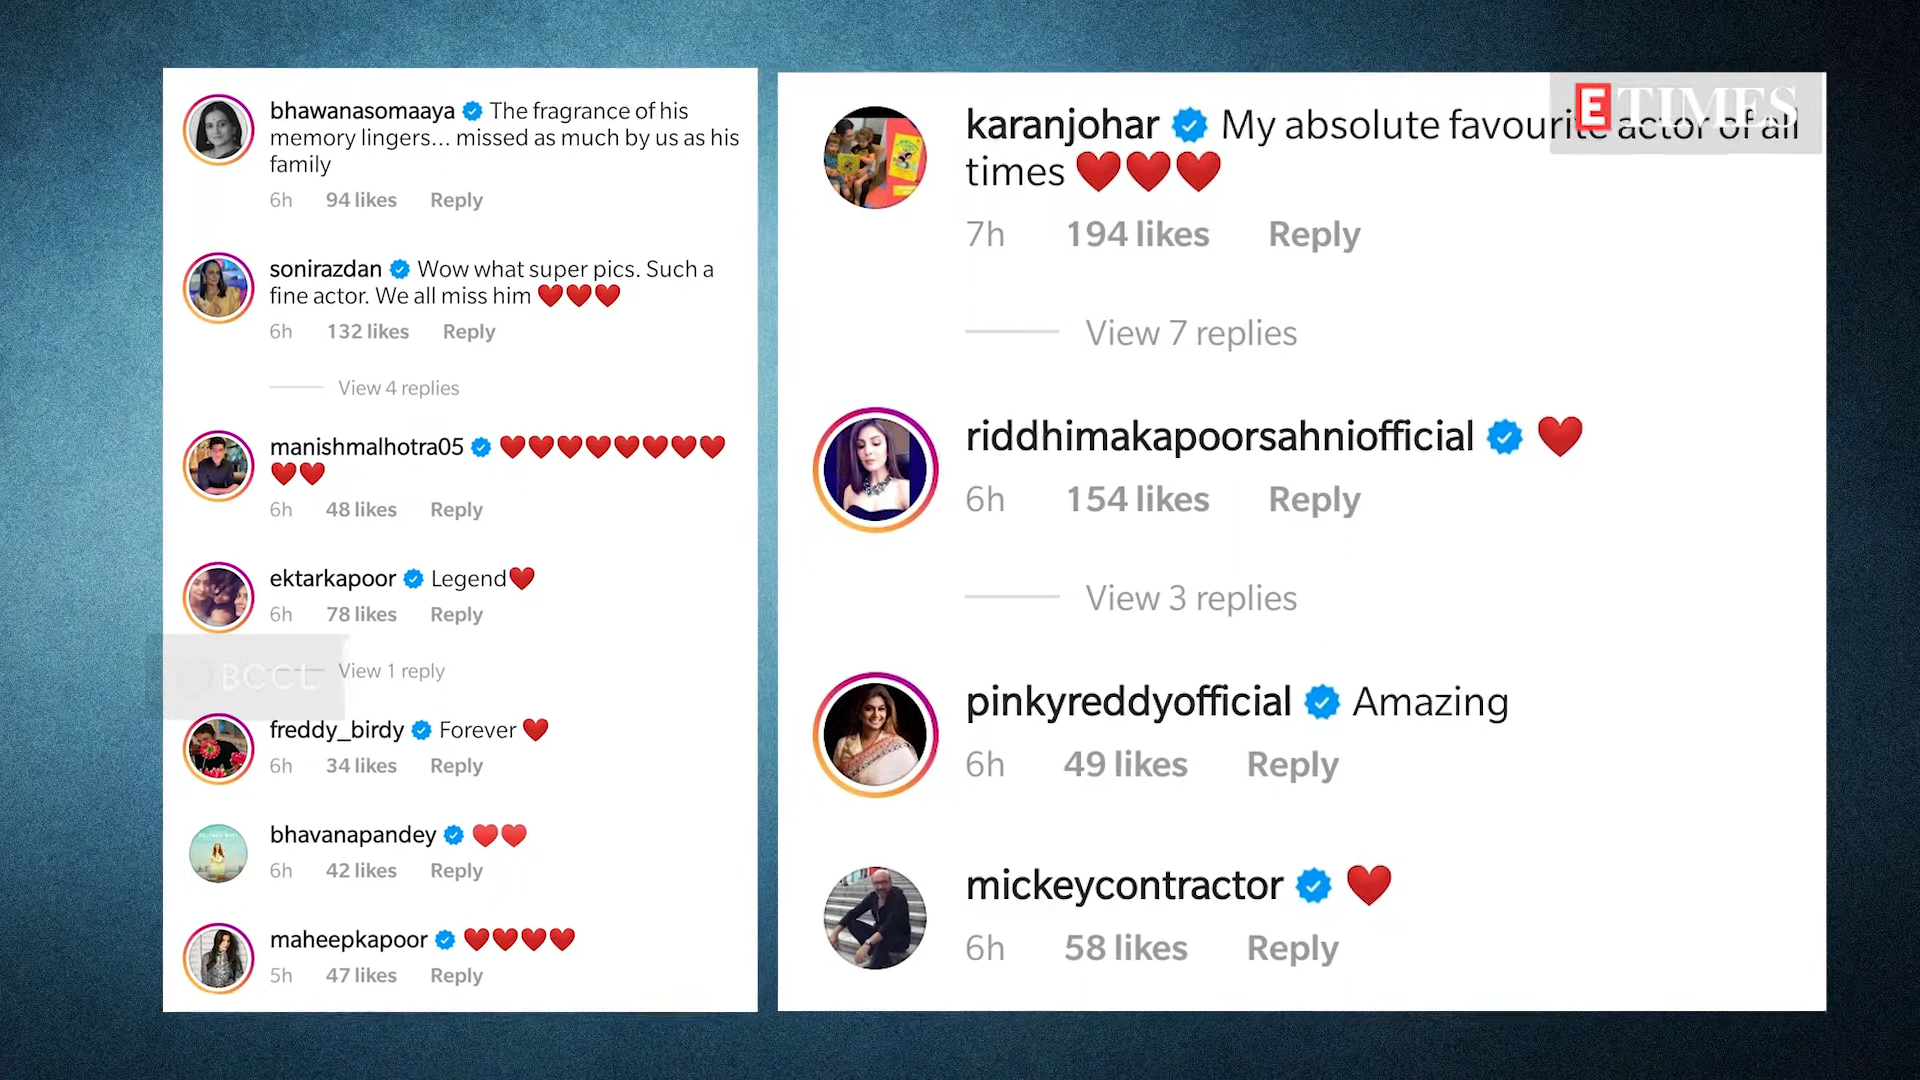 bhawanasomaaya The fragrance of his
memory lingers... missed as much by us as his
family
6h 94 likes Reply
sonirazdan Wow what super pics. Such a
fine actor. We all miss him ❤️❤️❤️
6h 132 likes Reply
View 4 replies
manishmalhotra05 ❤️❤️❤️❤️❤️❤️❤️❤️
❤️❤️
6h 48 likes Reply
ektarkapoor Legend❤️
6h 78 likes Reply
BCCL View 1 reply
freddy_birdy Forever ❤️
6h 34 likes Reply
bhavanapandey ❤️❤️
6h 42 likes Reply
maheepkapoor ❤️❤️❤️❤️
5h 47 likes Reply
ETIMES
karanjohar My absolute favourite actor of all
times ❤️❤️❤️
7h 194 likes Reply
View 7 replies
riddhimakapoorsahniofficial ❤️
6h 154 likes Reply
View 3 replies
pinkyreddyofficial Amazing
6h 49 likes Reply
mickeycontractor ❤️
6h 58 likes Reply